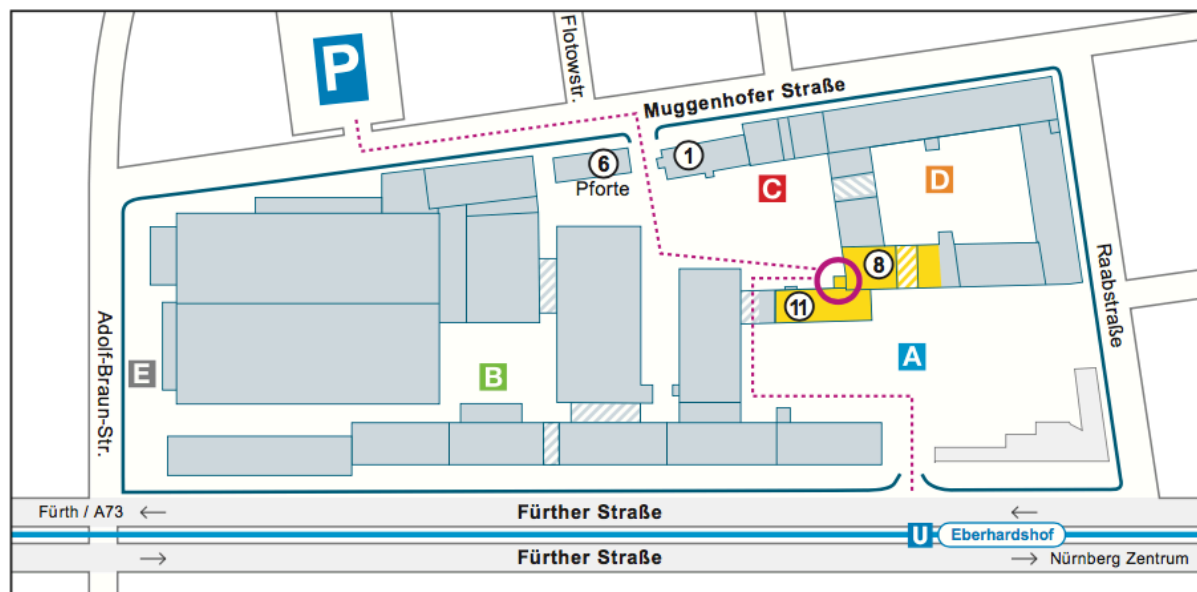 P
Flotowstr.
Muggenhofer Straße
6
Pforte
1
C
D
8
11
Raabstraße
A
B
E
Adolf-Braun-Str.
Fürth / A73 ← Fürther Straße ←
U Eberhardshof
→ Fürther Straße → Nürnberg Zentrum